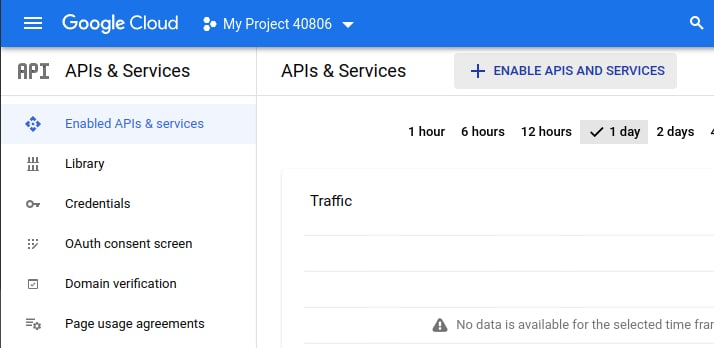 Google Cloud My Project 40806
API APIs & Services
APIs & Services + ENABLE APIS AND SERVICES
Enabled APIs & services
1 hour 6 hours 12 hours 1 day 2 days
Library
Credentials
Traffic
OAuth consent screen
Domain verification
Page usage agreements
No data is available for the selected time